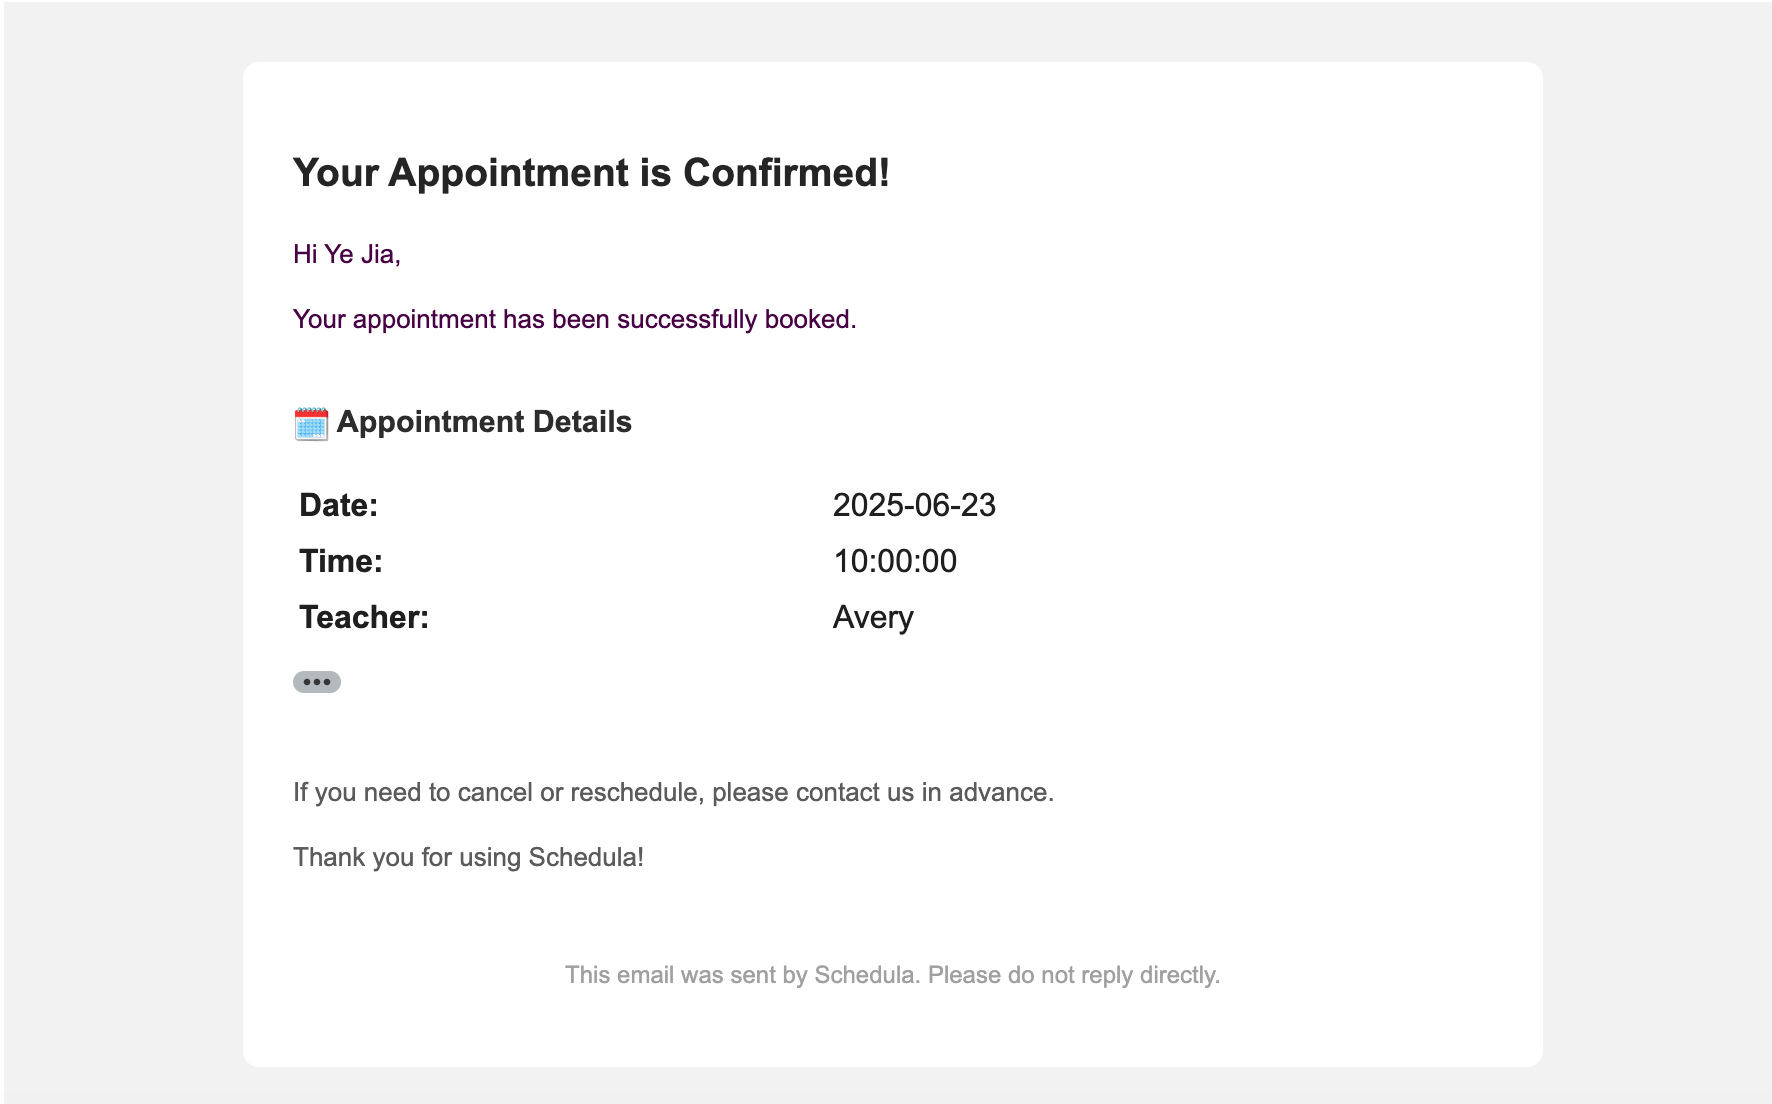 Your Appointment is Confirmed!
Hi Ye Jia,
Your appointment has been successfully booked.
Appointment Details
Date: 2025-06-23
Time: 10:00:00
Teacher: Avery
If you need to cancel or reschedule, please contact us in advance.
Thank you for using Schedula!
This email was sent by Schedula. Please do not reply directly.